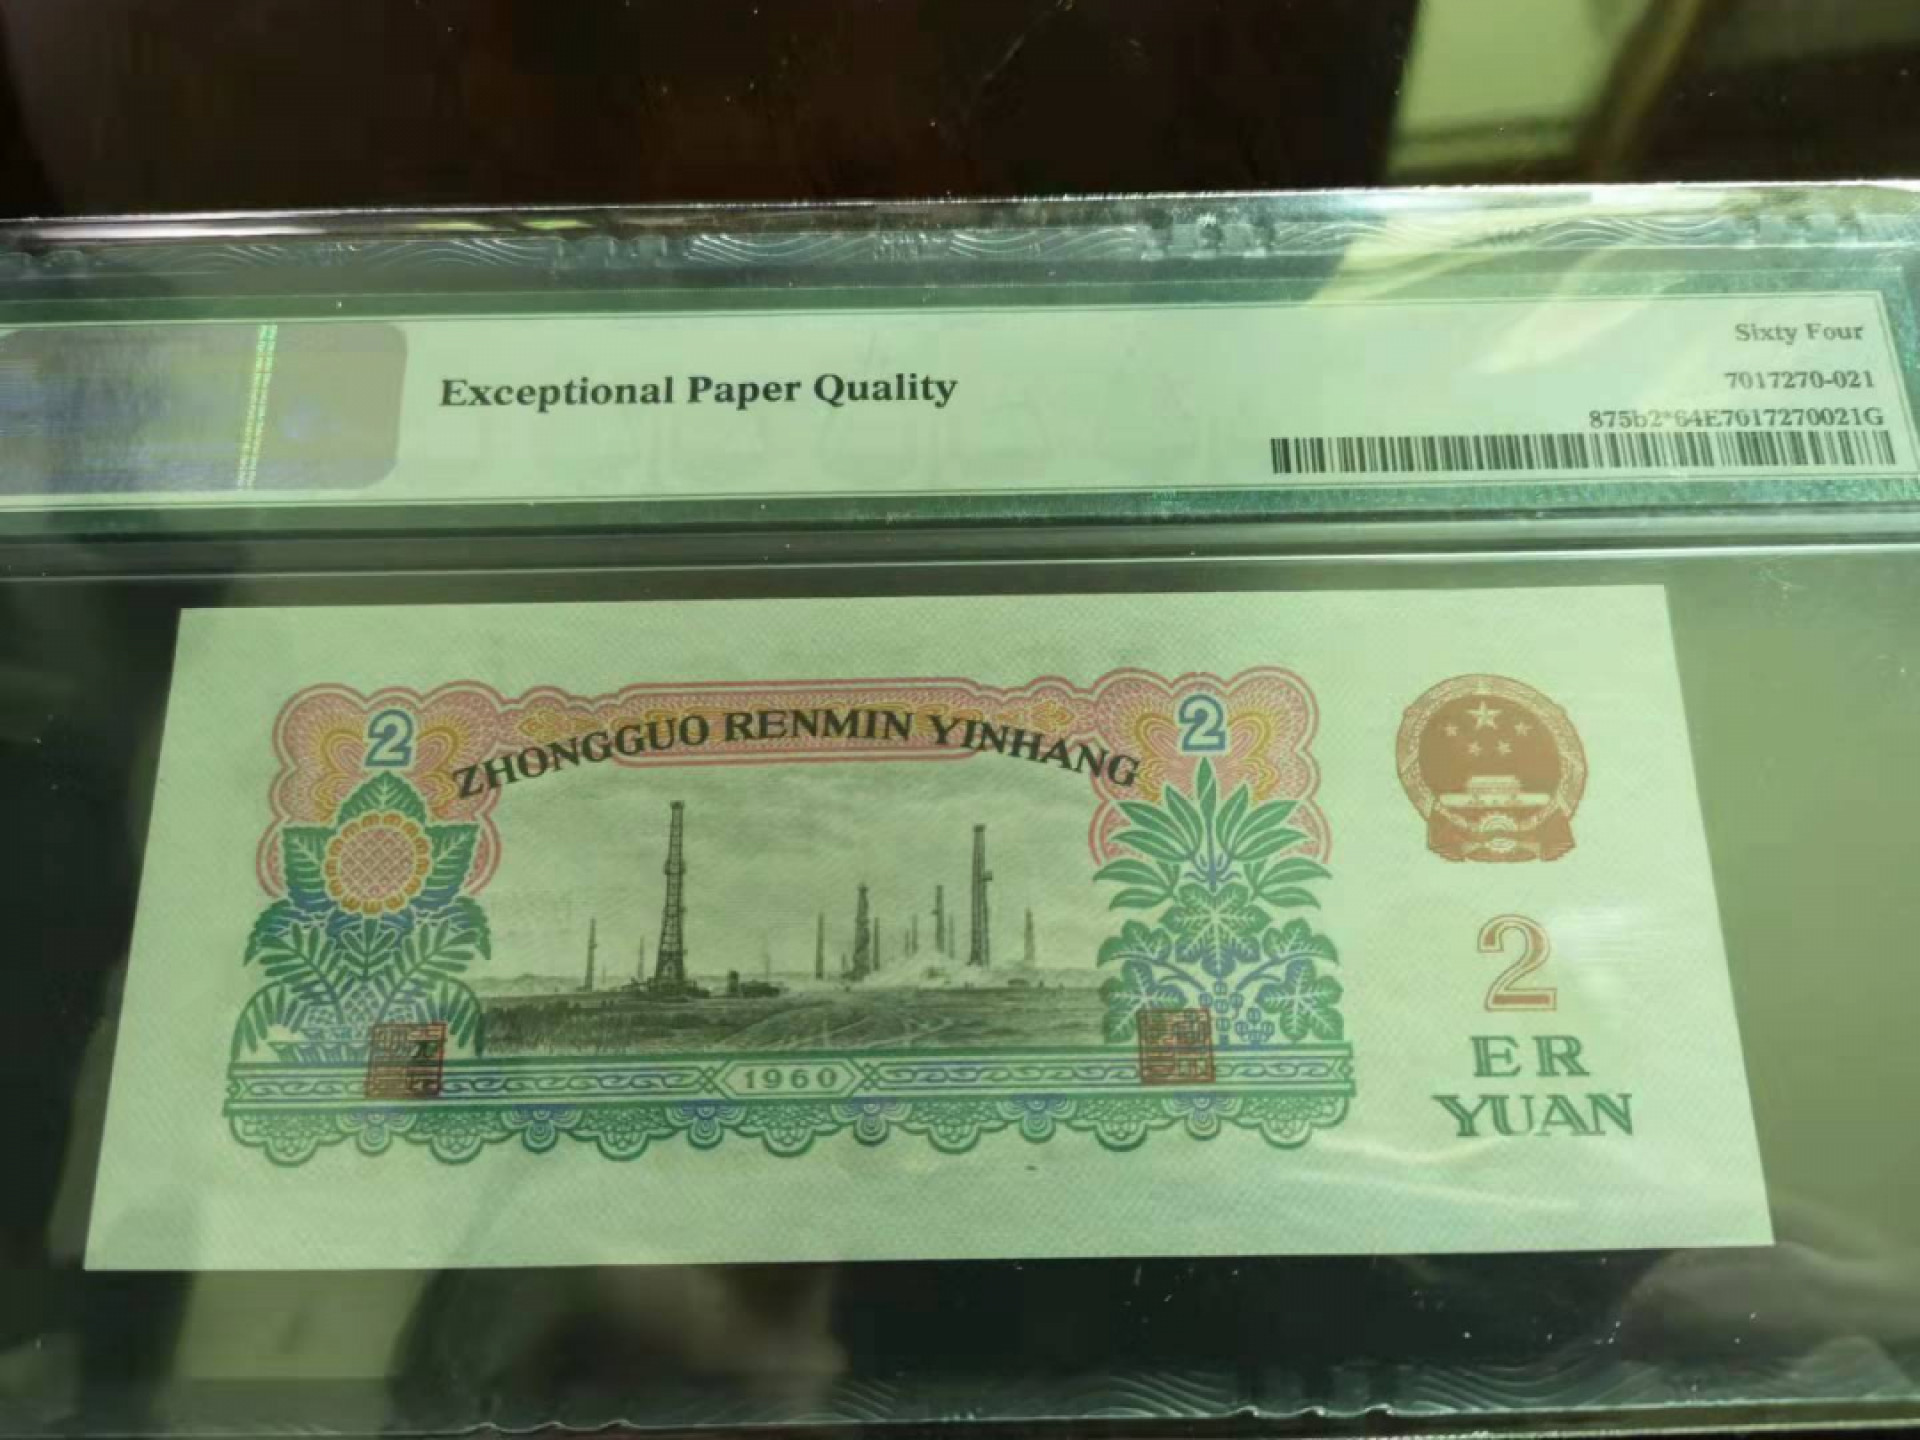 Sixty Four
Exceptional Paper Quality
7017270-021
875b2*64E7017270021G
2
2
ZHONGGUO RENMIN YINHANG
2
ER
YUAN
1960